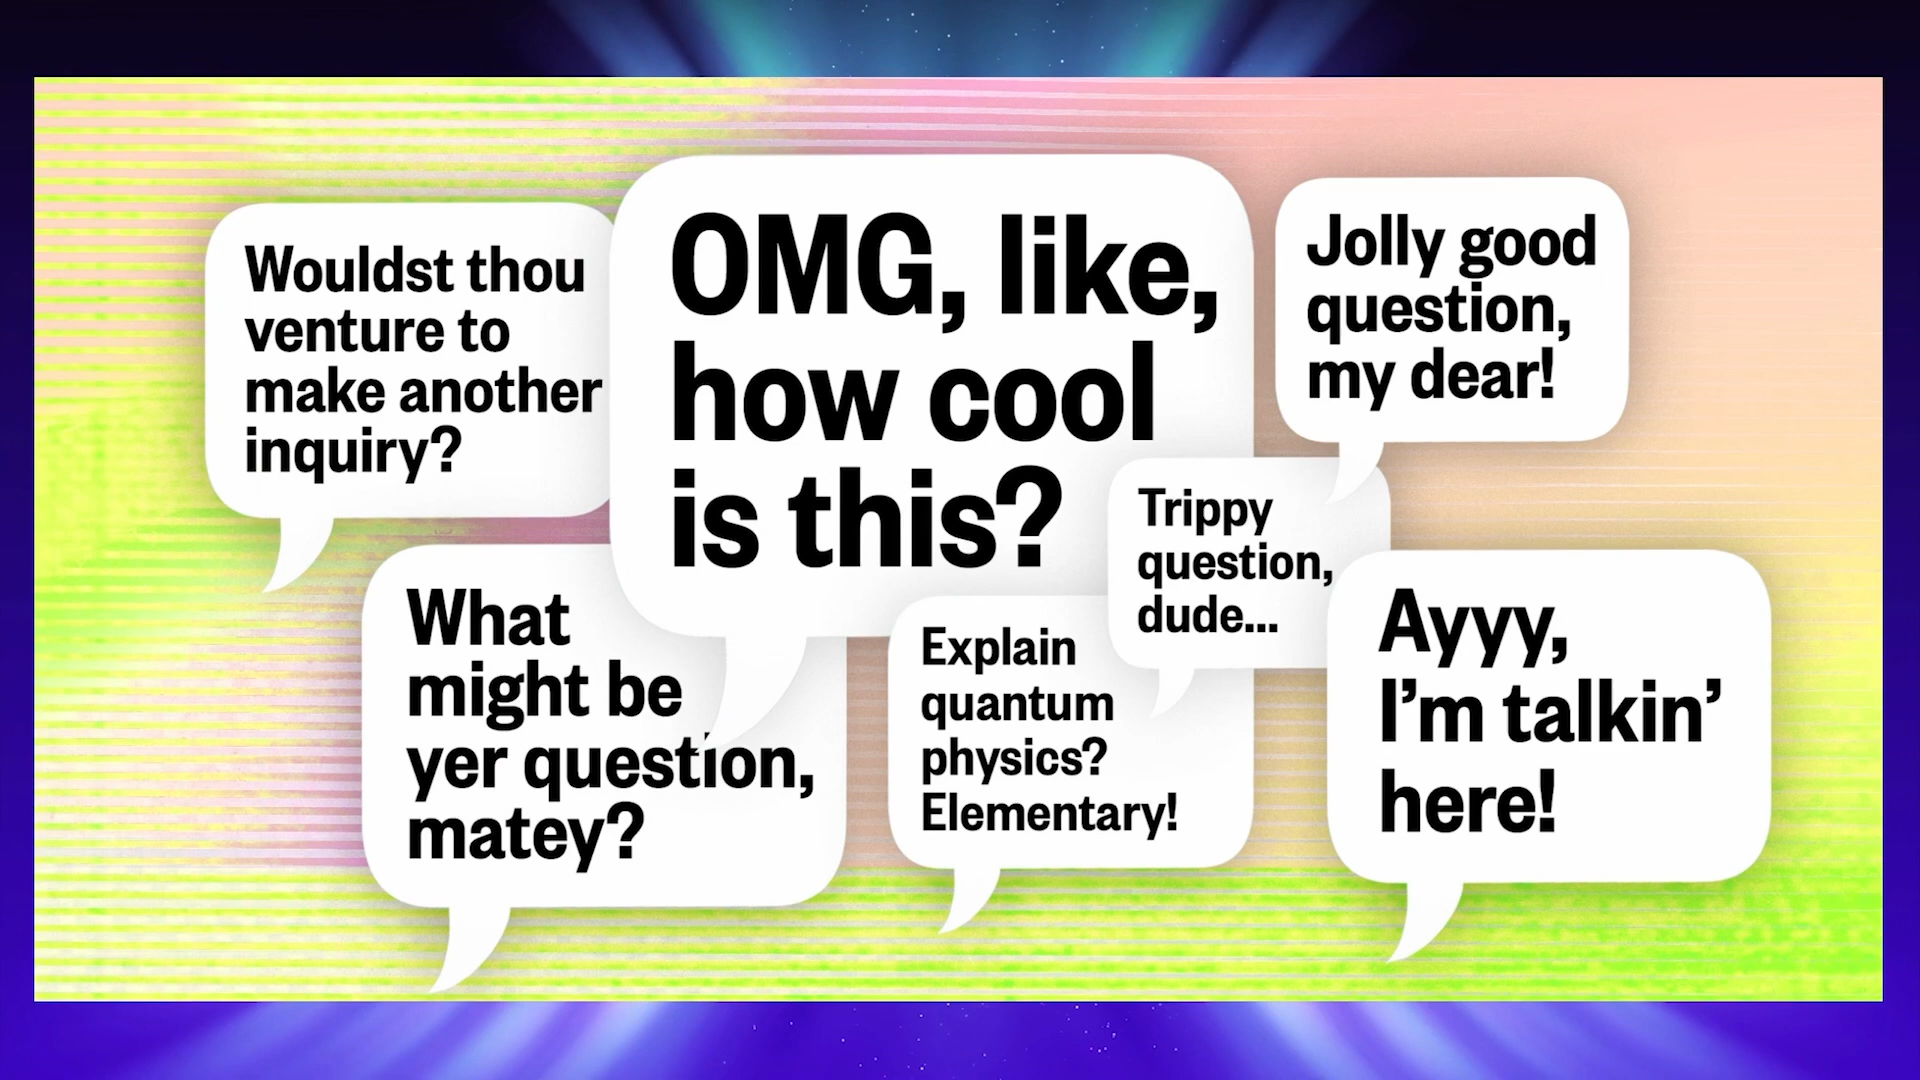 Wouldst thou
venture to
make another
inquiry?
OMG, like,
how cool
is this?
Jolly good
question,
my dear!
Trippy
question,
dude...
What
might be
yer question,
matey?
Explain
quantum
physics?
Elementary!
Ayyy,
I’m talkin’
here!